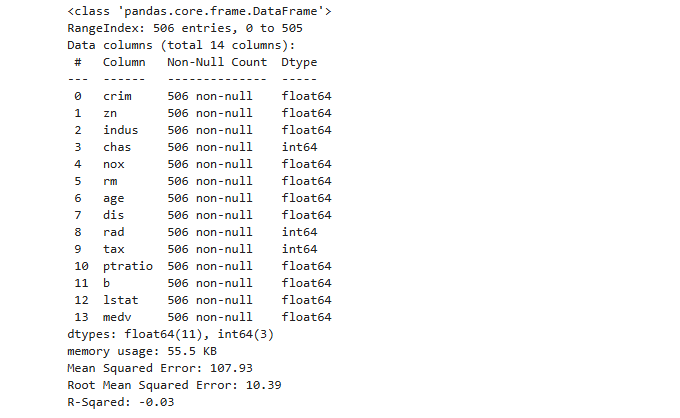 <class 'pandas.core.frame.DataFrame'>
RangeIndex: 506 entries, 0 to 505
Data columns (total 14 columns):
 #   Column   Non-Null Count  Dtype
---  ------   --------------  -----
 0   crim     506 non-null    float64
 1   zn       506 non-null    float64
 2   indus    506 non-null    float64
 3   chas     506 non-null    int64
 4   nox      506 non-null    float64
 5   rm       506 non-null    float64
 6   age      506 non-null    float64
 7   dis      506 non-null    float64
 8   rad      506 non-null    int64
 9   tax      506 non-null    int64
 10  ptratio  506 non-null    float64
 11  b        506 non-null    float64
 12  lstat    506 non-null    float64
 13  medv     506 non-null    float64
dtypes: float64(11), int64(3)
memory usage: 55.5 KB
Mean Squared Error: 107.93
Root Mean Squared Error: 10.39
R-Sqared: -0.03